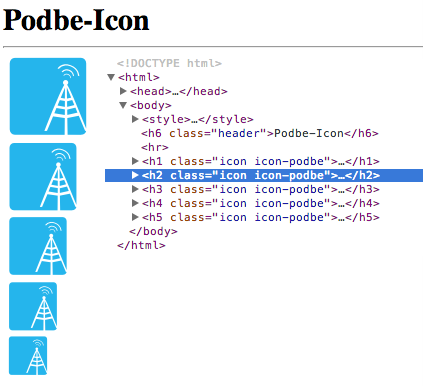 Podbe-Icon
<!DOCTYPE html>
▼<html>
▶<head>…</head>
▼<body>
▶<style>…</style>
<h6 class="header">Podbe-Icon</h6>
<hr>
▶<h1 class="icon icon-podbe">…</h1>
▶<h2 class="icon icon-podbe">…</h2>
▶<h3 class="icon icon-podbe">…</h3>
▶<h4 class="icon icon-podbe">…</h4>
▶<h5 class="icon icon-podbe">…</h5>
</body>
</html>